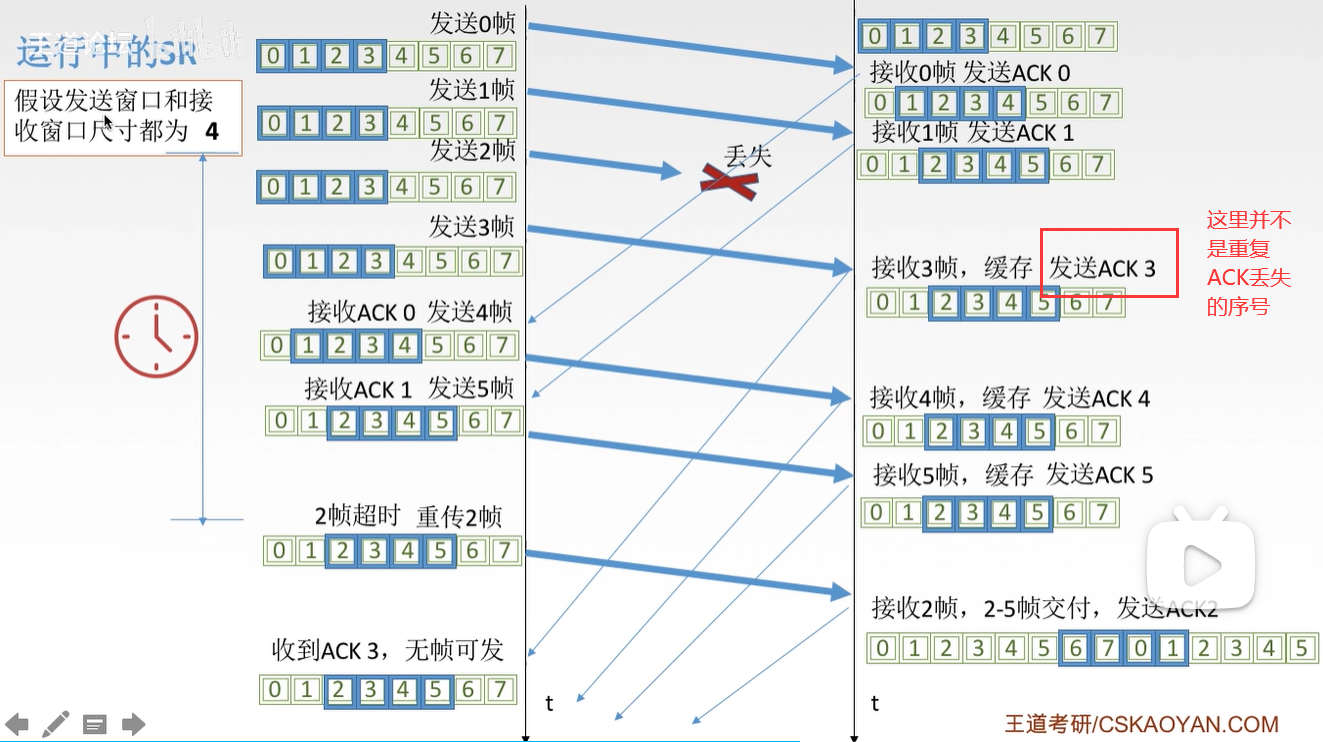 运行中的SR
假设发送窗口和接
收窗口尺寸都为 4
发送0帧
0 1 2 3 4 5 6 7
发送1帧
0 1 2 3 4 5 6 7
发送2帧
0 1 2 3 4 5 6 7
发送3帧
0 1 2 3 4 5 6 7
接收ACK 0 发送4帧
0 1 2 3 4 5 6 7
接收ACK 1 发送5帧
0 1 2 3 4 5 6 7
2帧超时 重传2帧
0 1 2 3 4 5 6 7
收到ACK 3，无帧可发
0 1 2 3 4 5 6 7
丢失
t
0 1 2 3 4 5 6 7
接收0帧 发送ACK 0
0 1 2 3 4 5 6 7
接收1帧 发送ACK 1
0 1 2 3 4 5 6 7
接收3帧，缓存 发送ACK 3
0 1 2 3 4 5 6 7
接收4帧，缓存 发送ACK 4
0 1 2 3 4 5 6 7
接收5帧，缓存 发送ACK 5
0 1 2 3 4 5 6 7
接收2帧，2-5帧交付，发送ACK2
0 1 2 3 4 5 6 7 0 1 2 3 4 5
t
这里并不
是重复
ACK丢失
的序号
王道考研/CSKAOYAN.COM